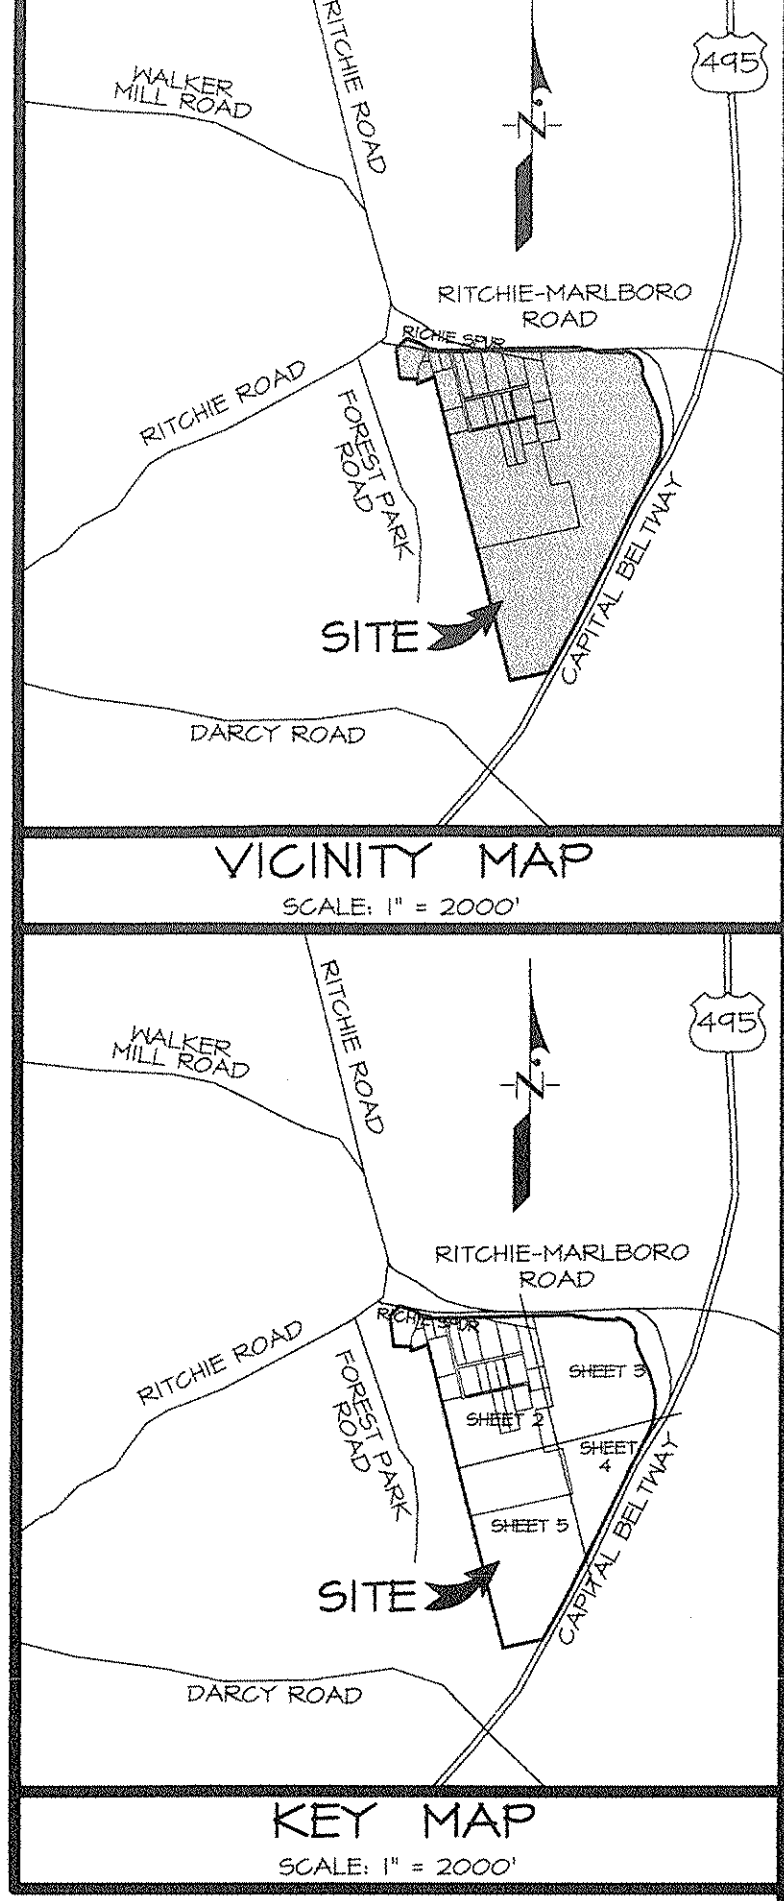 RITCHIE ROAD
495
WALKER
MILL ROAD
N
RITCHIE-MARLBORO
ROAD
RICHIE SPUR
RITCHIE ROAD
FOREST PARK
ROAD
CAPITAL BELTWAY
SITE
DARCY ROAD
VICINITY MAP
SCALE: 1" = 2000'
RITCHIE ROAD
495
WALKER
MILL ROAD
N
RITCHIE-MARLBORO
ROAD
RICHIE SPUR
RITCHIE ROAD
FOREST PARK
ROAD
SHEET 3
SHEET 2
SHEET
4
SHEET 5
CAPITAL BELTWAY
SITE
DARCY ROAD
KEY MAP
SCALE: 1" = 2000'